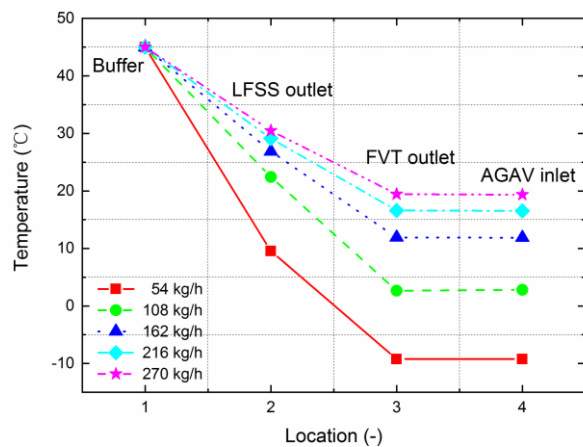 50
40
30
20
10
0
-10
Temperature (℃)
Buffer
LFSS outlet
FVT outlet
AGAV inlet
54 kg/h
108 kg/h
162 kg/h
216 kg/h
270 kg/h
1 2 3 4
Location (-)